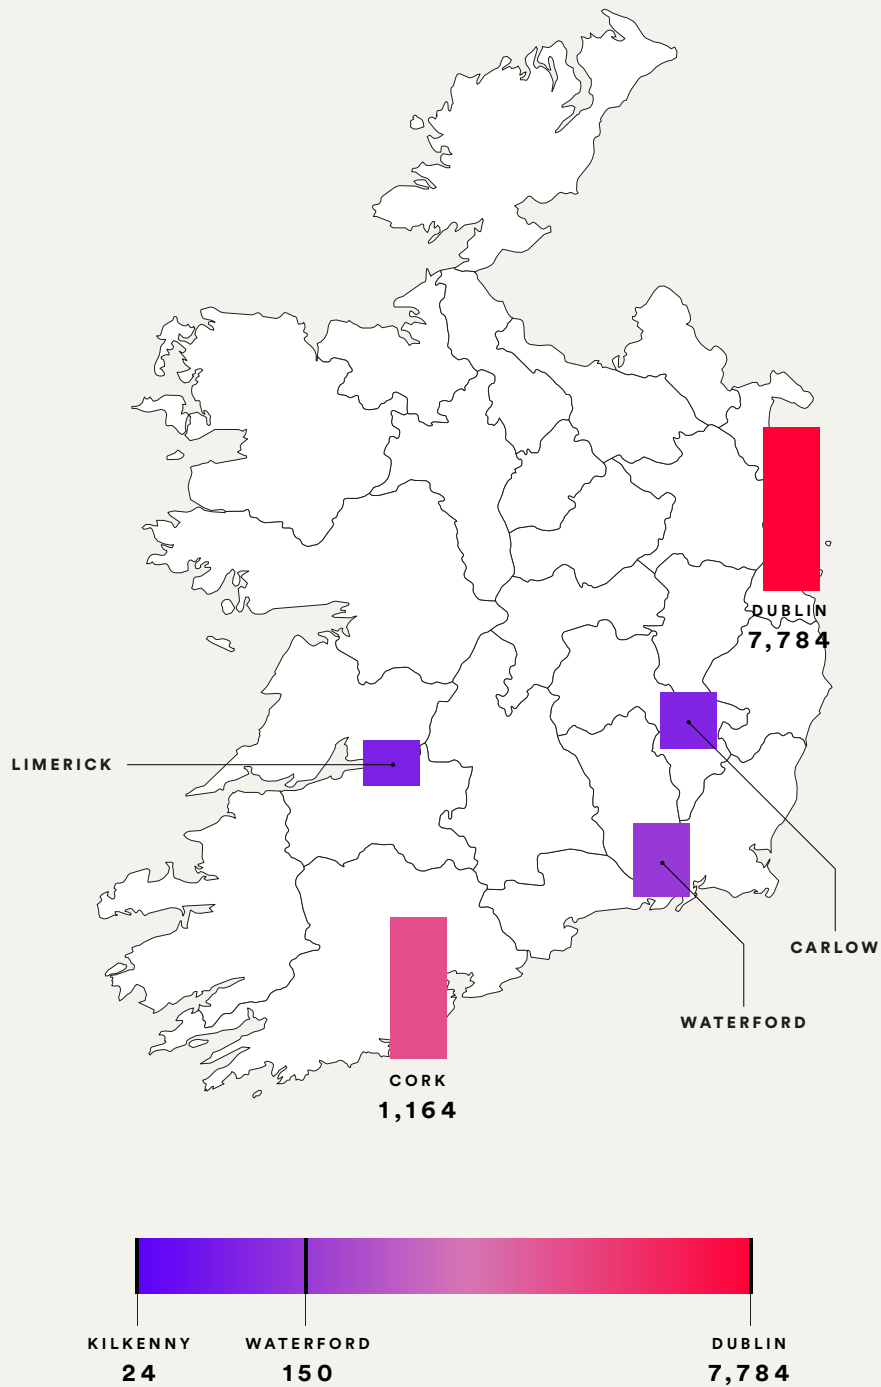 DUBLIN
7,784
LIMERICK
CARLOW
WATERFORD
CORK
1,164
KILKENNY
24
WATERFORD
150
DUBLIN
7,784